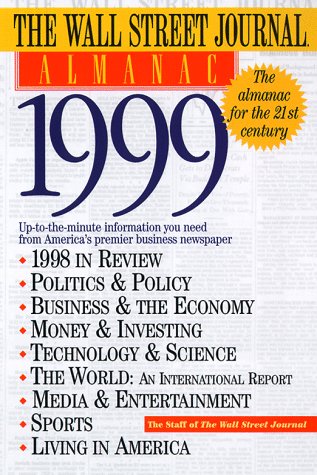 THE WALL STREET JOURNAL.
ALMANAC
1999
The
almanac
for the 21st
century
Up-to-the-minute information you need
from America's premier business newspaper
• 1998 IN REVIEW
• POLITICS & POLICY
• BUSINESS & THE ECONOMY
• MONEY & INVESTING
• TECHNOLOGY & SCIENCE
• THE WORLD: AN INTERNATIONAL REPORT
• MEDIA & ENTERTAINMENT
• SPORTS
• LIVING IN AMERICA
The Staff of The Wall Street Journal